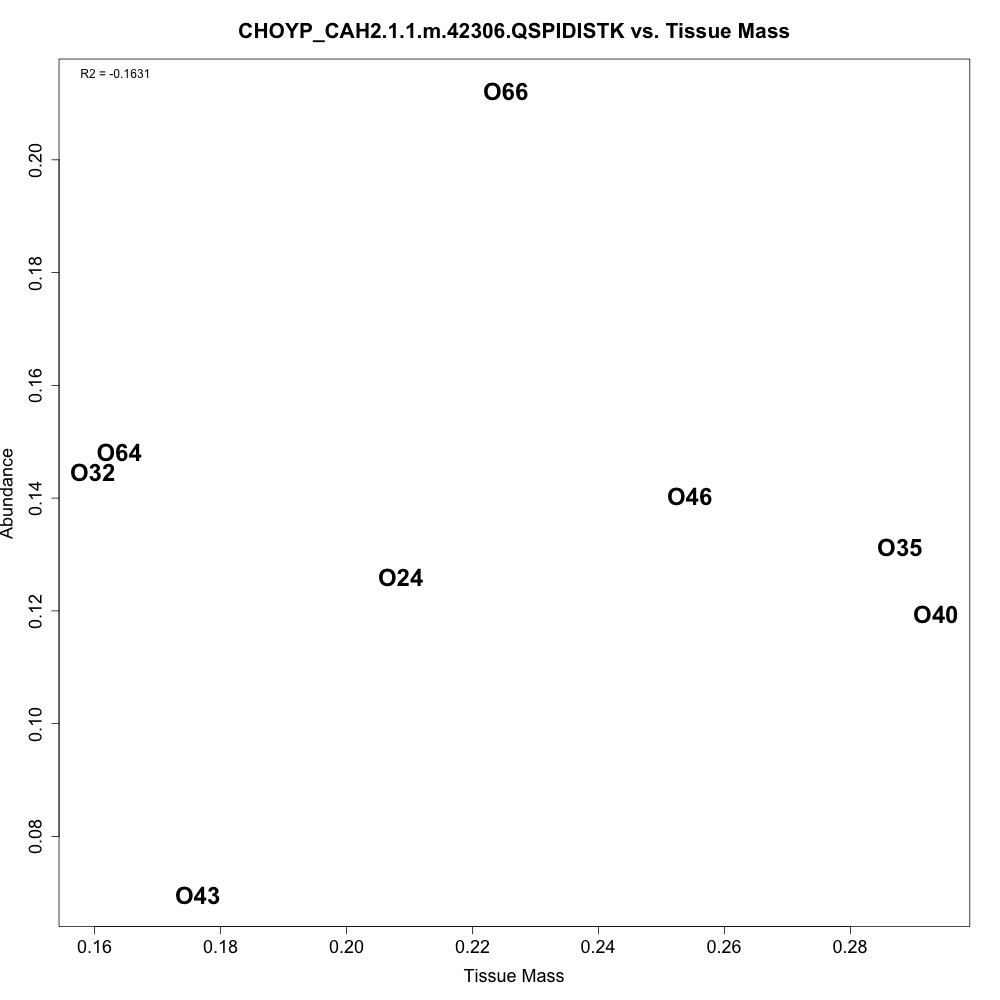 CHOYP_CAH2.1.1.m.42306.QSPIDISTK vs. Tissue Mass
R2 = -0.1631
O66
0.20
0.18
0.16
O64
O32
O46
0.14
Abundance
O35
O24
O40
0.12
0.10
0.08
O43
0.16 0.18 0.20 0.22 0.24 0.26 0.28
Tissue Mass